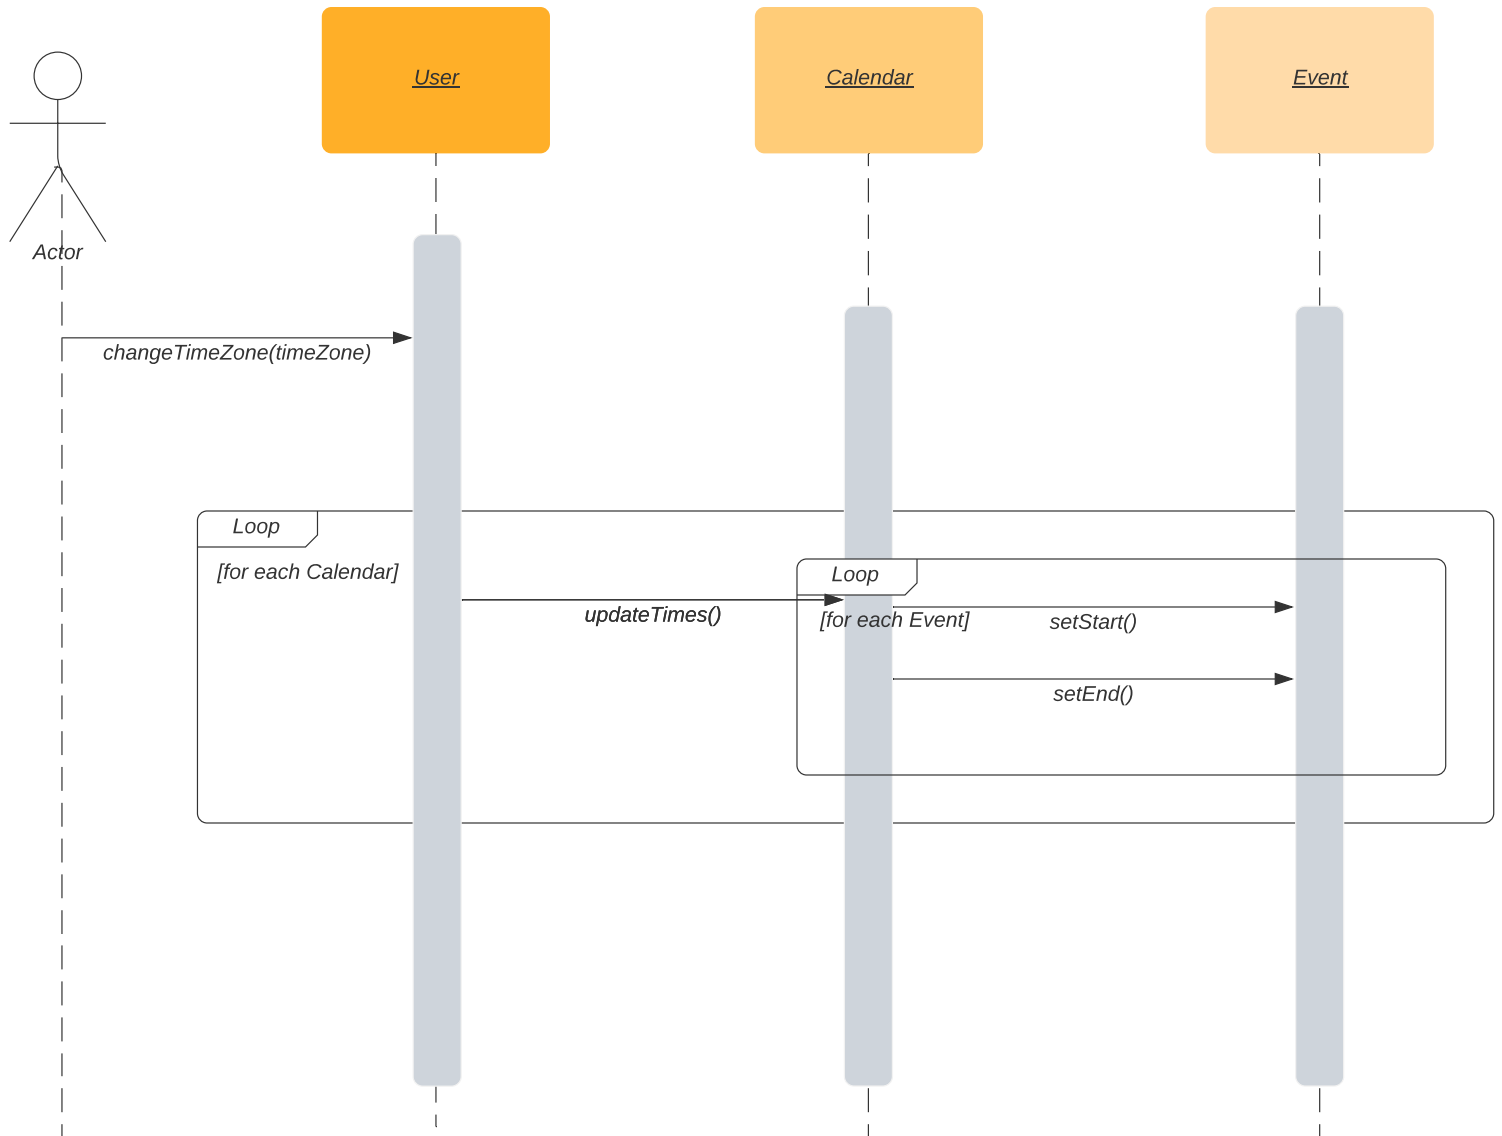 User
Calendar
Event
Actor
changeTimeZone(timeZone)
Loop
[for each Calendar]
Loop
updateTimes()
[for each Event]
setStart()
setEnd()